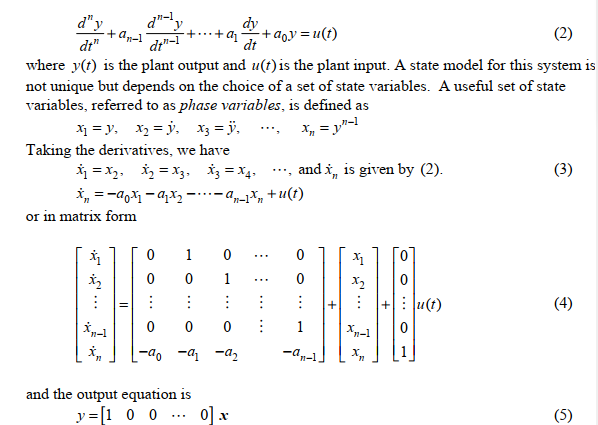 d^n y/dt^n + a_{n-1} d^{n-1}y/dt^{n-1} + ··· + a_1 dy/dt + a_0 y = u(t) (2)
where y(t) is the plant output and u(t) is the plant input. A state model for this system is
not unique but depends on the choice of a set of state variables. A useful set of state
variables, referred to as phase variables, is defined as
x_1 = y, x_2 = ẏ, x_3 = ÿ, ···, x_n = y^{n-1}
Taking the derivatives, we have
ẋ_1 = x_2, ẋ_2 = x_3, ẋ_3 = x_4, ···, and ẋ_n is given by (2). (3)
ẋ_n = −a_0x_1 − a_1x_2 − ··· − a_{n-1}x_n + u(t)
or in matrix form
[ẋ_1 ẋ_2 ⋮ ẋ_{n-1} ẋ_n] = [0 1 0 ··· 0; 0 0 1 ··· 0; ⋮ ⋮ ⋮ ⋮ ⋮; 0 0 0 ⋮ 1; −a_0 −a_1 −a_2 −a_{n-1}] + [x_1 x_2 ⋮ x_{n-1} x_n] + [0 0 ⋮ 0 1] u(t) (4)
and the output equation is
y = [1 0 0 ··· 0] x (5)